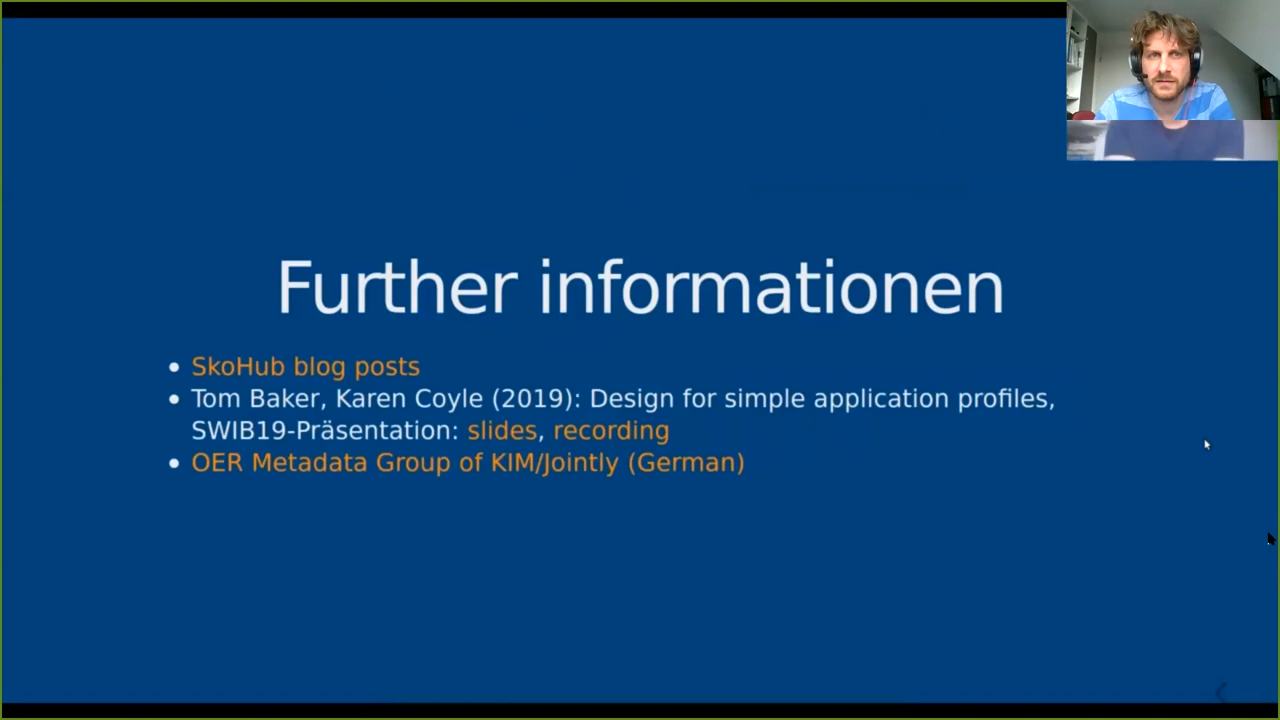 Further informationen
SkoHub blog posts
Tom Baker, Karen Coyle (2019): Design for simple application profiles,
SWIB19-Präsentation: slides, recording
OER Metadata Group of KIM/Jointly (German)